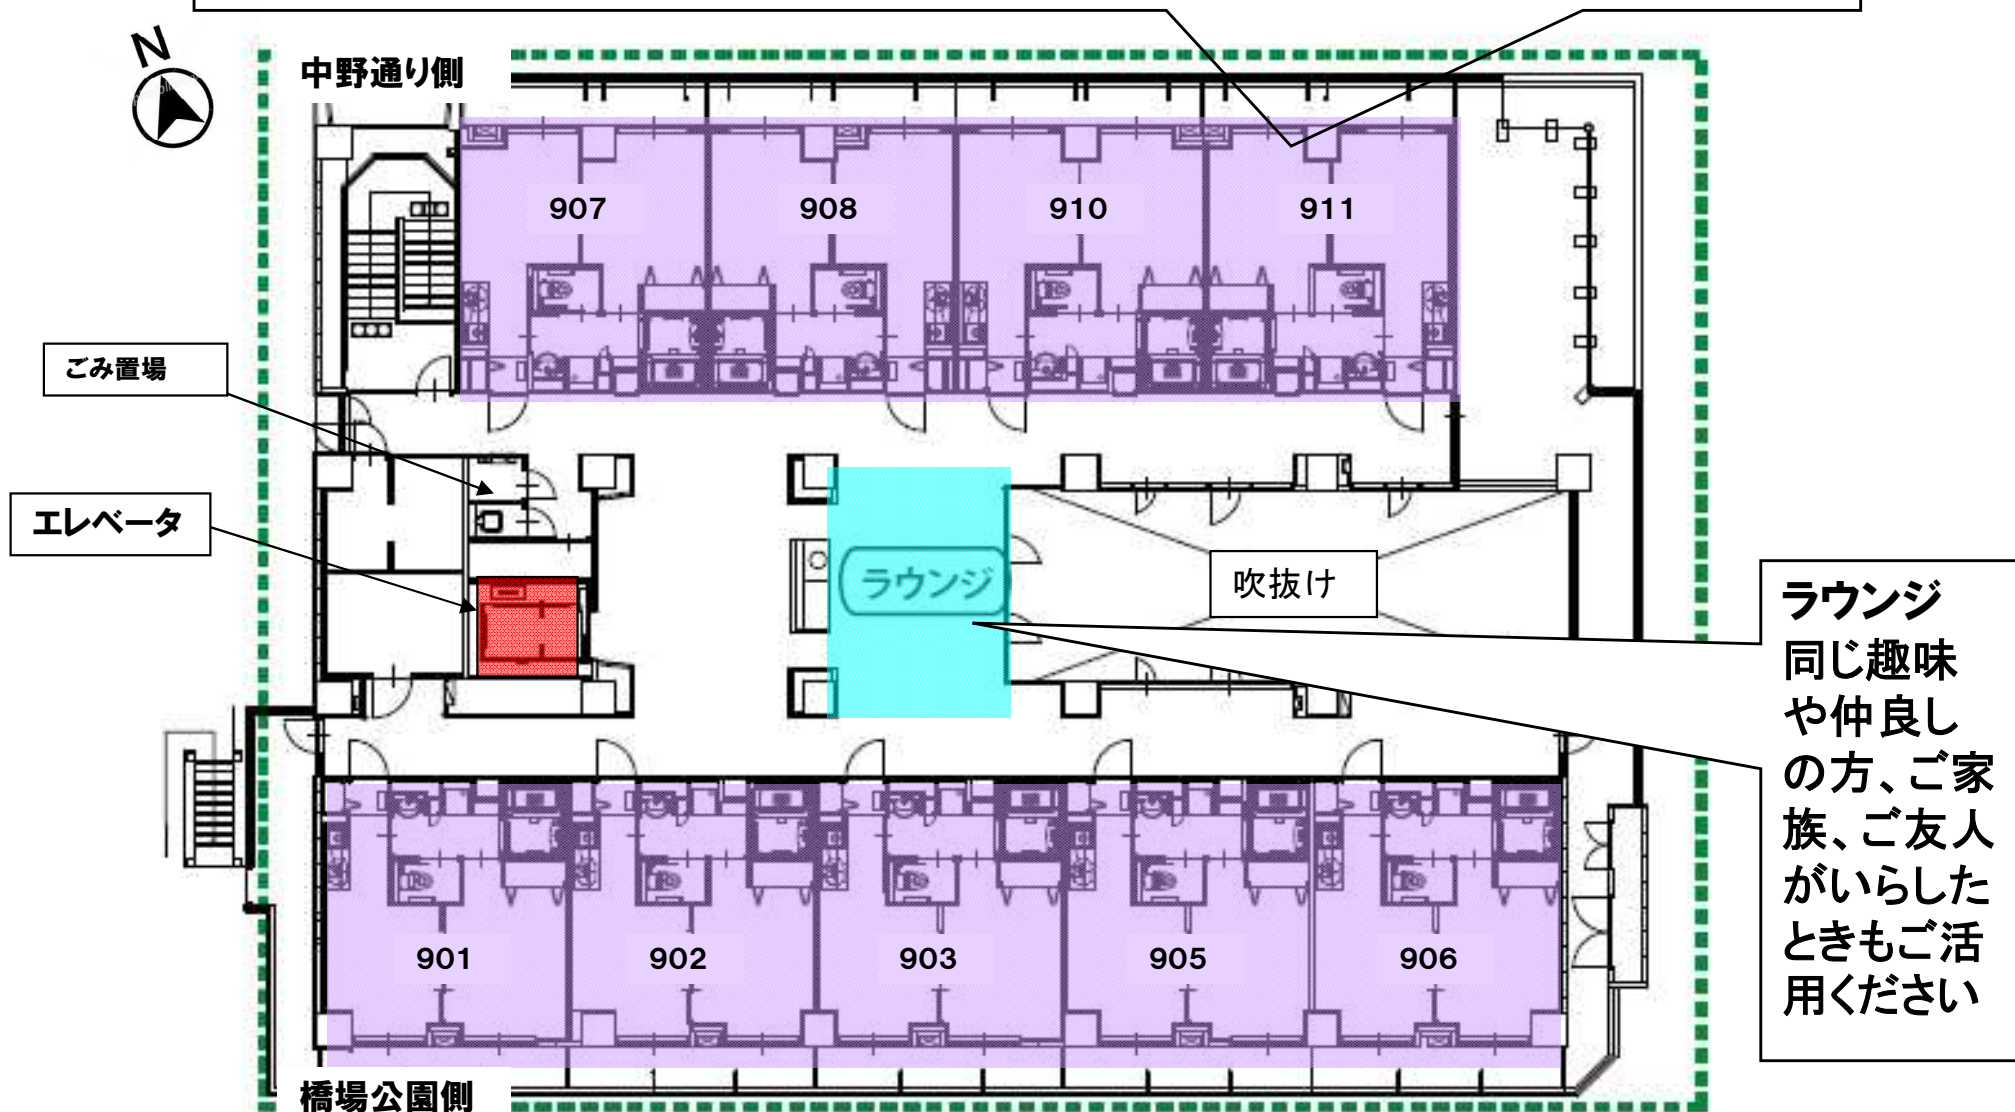 N
中野通り側
907
908
910
911
ごみ置場
エレベータ
ラウンジ
吹抜け
ラウンジ
同じ趣味
や仲良し
の方、ご家
族、ご友人
がいらした
ときもご活
用ください
901
902
903
905
906
橋場公園側